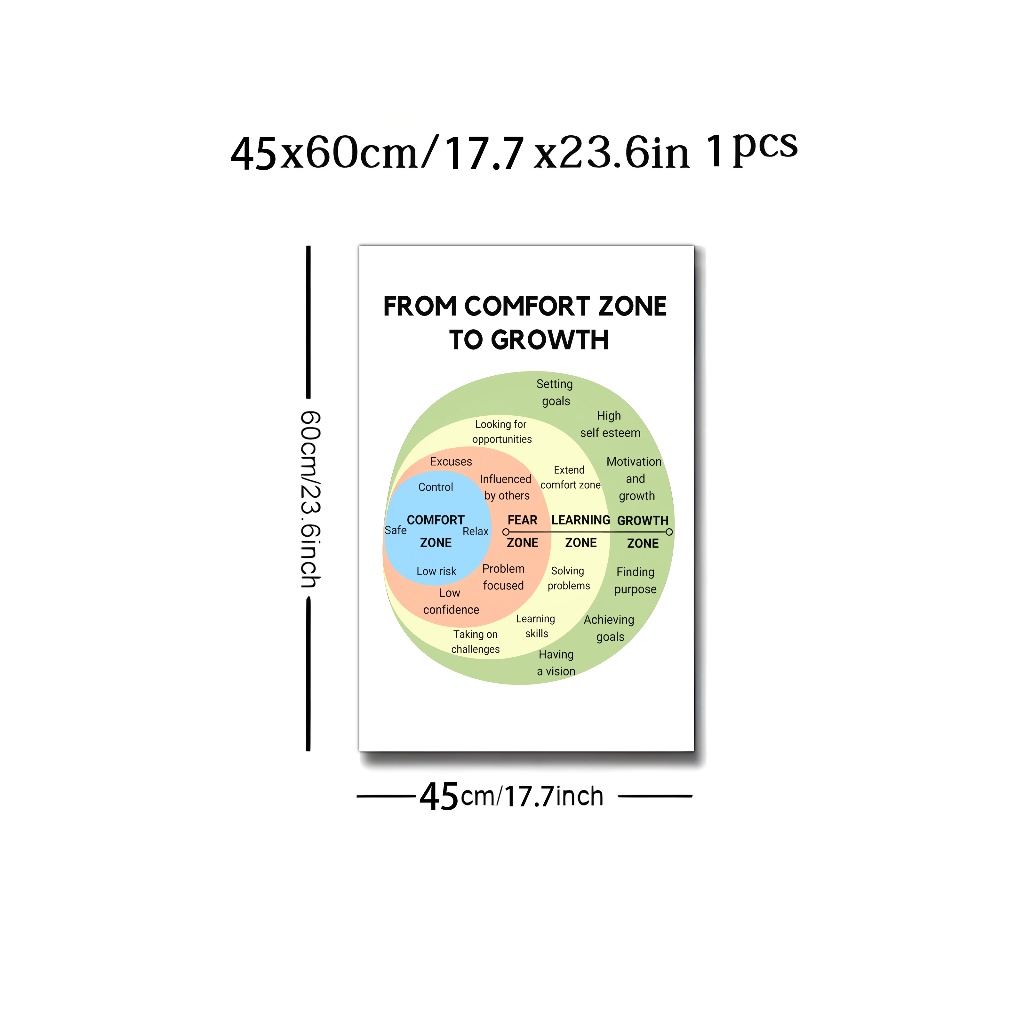 45x60cm/17.7 x23.6in 1pcs
60cm/23.6inch
FROM COMFORT ZONE
TO GROWTH
Setting
goals
High
self esteem
Looking for
opportunities
Motivation
and
growth
Excuses
Extend
comfort zone
Influenced
by others
Control
COMFORT
ZONE
Safe
Relax
FEAR
ZONE
LEARNING
ZONE
GROWTH
ZONE
Low risk
Problem
focused
Solving
problems
Finding
purpose
Low
confidence
Learning
skills
Achieving
goals
Taking on
challenges
Having
a vision
45cm/17.7inch